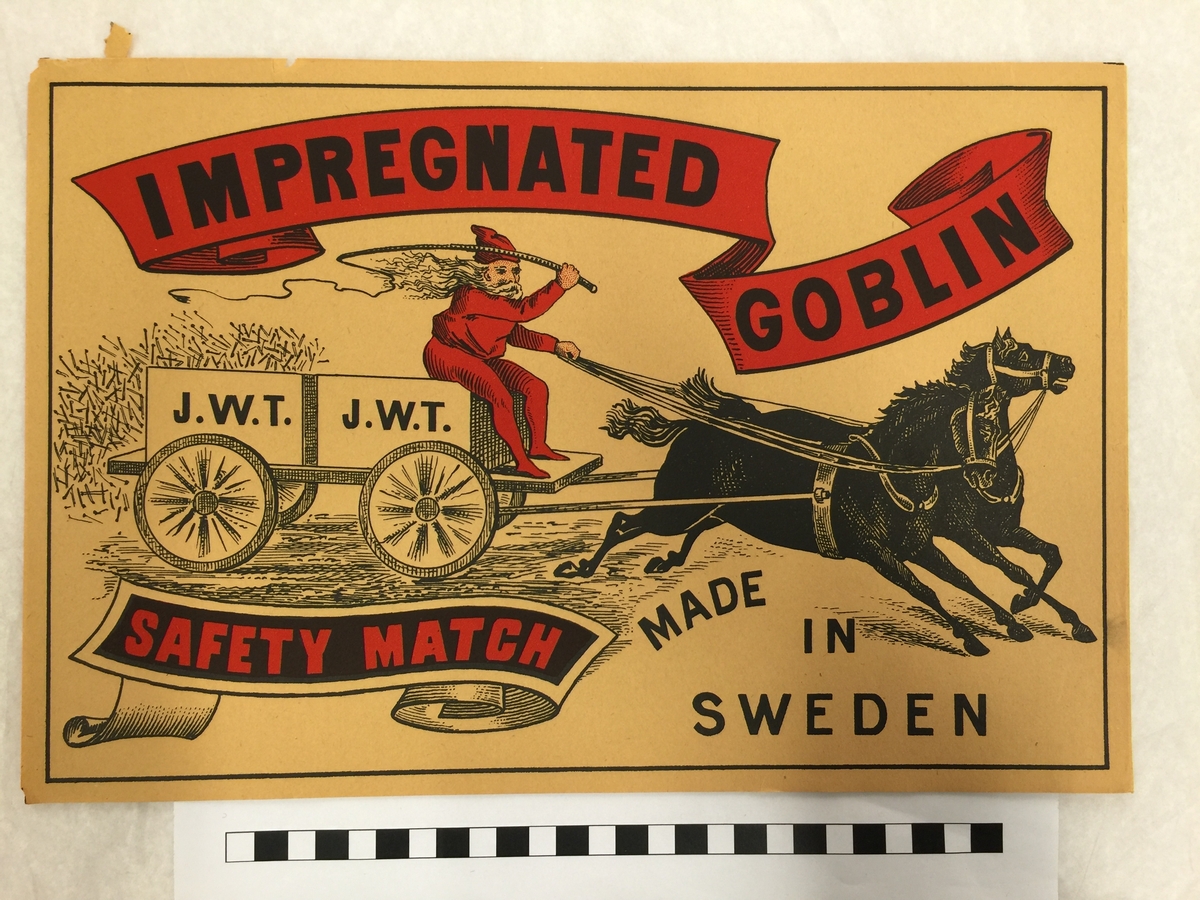 IMPREGNATED
GOBLIN
J.W.T. J.W.T.
SAFETY MATCH
MADE
IN
SWEDEN